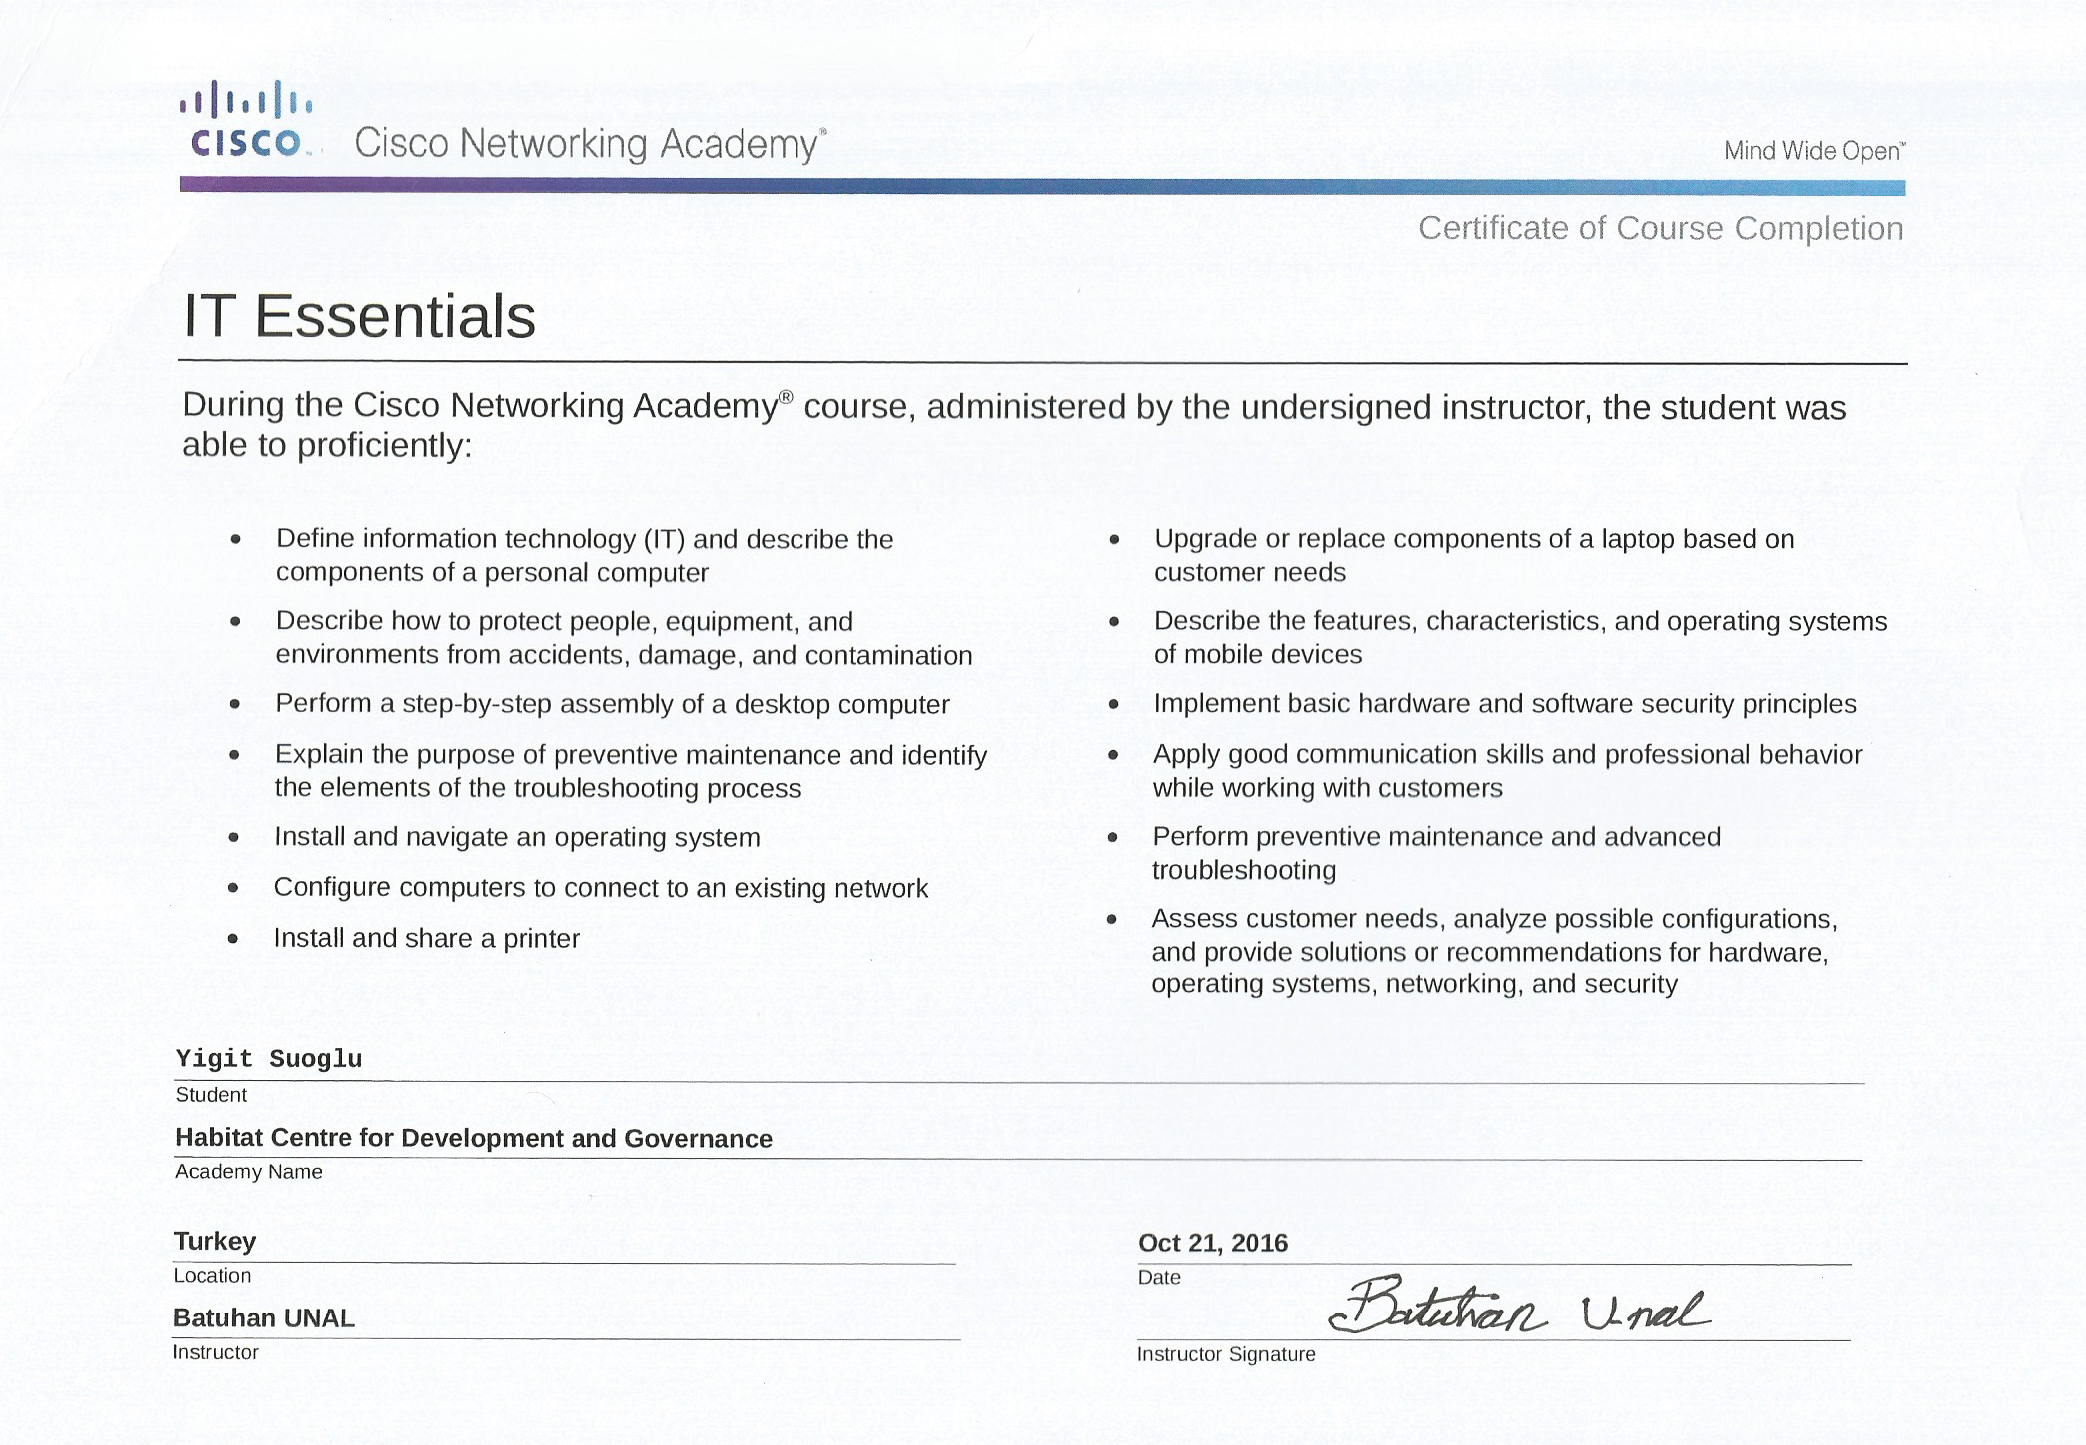 CISCO
Cisco Networking Academy®
Mind Wide Open™
Certificate of Course Completion
IT Essentials
During the Cisco Networking Academy® course, administered by the undersigned instructor, the student was
able to proficiently:
• Define information technology (IT) and describe the
components of a personal computer
• Describe how to protect people, equipment, and
environments from accidents, damage, and contamination
• Perform a step-by-step assembly of a desktop computer
• Explain the purpose of preventive maintenance and identify
the elements of the troubleshooting process
• Install and navigate an operating system
• Configure computers to connect to an existing network
• Install and share a printer
• Upgrade or replace components of a laptop based on
customer needs
• Describe the features, characteristics, and operating systems
of mobile devices
• Implement basic hardware and software security principles
• Apply good communication skills and professional behavior
while working with customers
• Perform preventive maintenance and advanced
troubleshooting
• Assess customer needs, analyze possible configurations,
and provide solutions or recommendations for hardware,
operating systems, networking, and security
Yigit Suoglu
Student
Habitat Centre for Development and Governance
Academy Name
Turkey
Location
Oct 21, 2016
Date
Batuhan UNAL
Instructor
Batuhan Unal
Instructor Signature